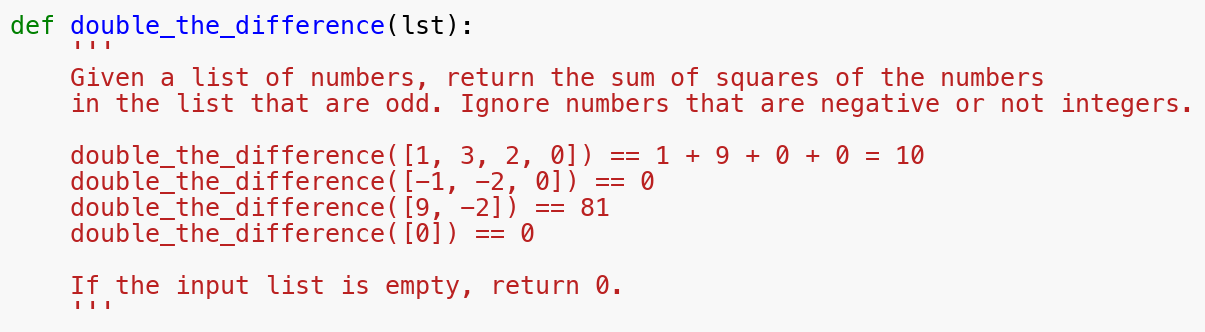 def double_the_difference(lst):
    '''
    Given a list of numbers, return the sum of squares of the numbers
    in the list that are odd. Ignore numbers that are negative or not integers.

    double_the_difference([1, 3, 2, 0]) == 1 + 9 + 0 + 0 = 10
    double_the_difference([−1, −2, 0]) == 0
    double_the_difference([9, −2]) == 81
    double_the_difference([0]) == 0

    If the input list is empty, return 0.
    '''